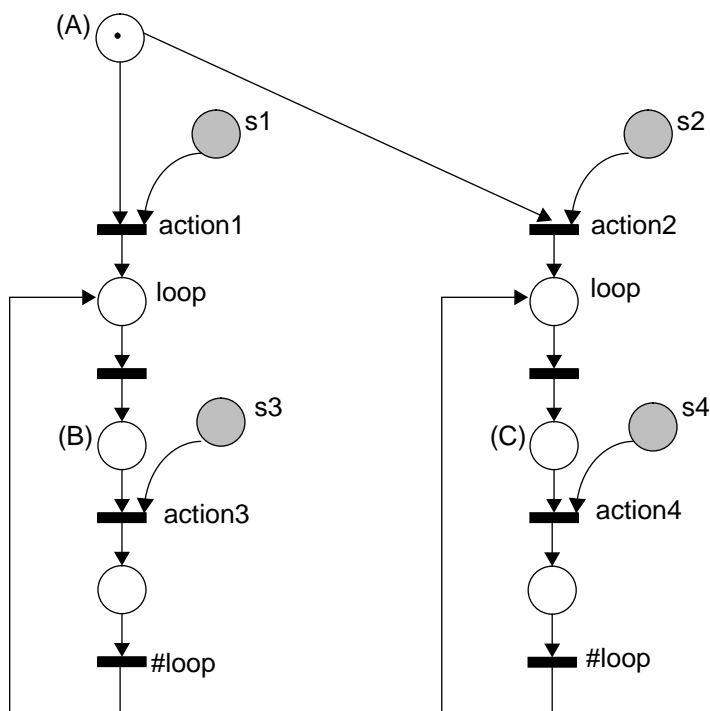 (A)
s1
s2
action1
action2
loop
loop
s3
s4
(B)
(C)
action3
action4
#loop
#loop